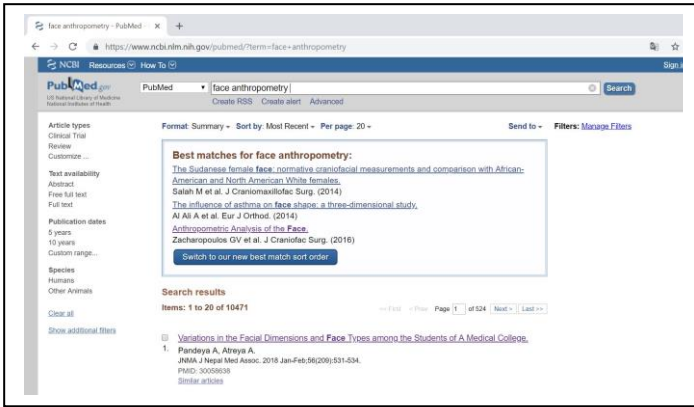 face anthropometry - PubMed
https://www.ncbi.nlm.nih.gov/pubmed/?term=face+anthropometry
NCBI Resources How To Sign i
PubMed.gov
US National Library of Medicine
National Institutes of Health
PubMed face anthropometry Search
Create RSS Create alert Advanced
Article types
Clinical Trial
Review
Customize ...
Text availability
Abstract
Free full text
Full text
Publication dates
5 years
10 years
Custom range...
Species
Humans
Other Animals
Clear all
Show additional filters
Format: Summary Sort by: Most Recent Per page: 20 Send to
Best matches for face anthropometry:
The Sudanese female face: normative craniofacial measurements and comparison with African-
American and North American White females.
Salah M et al. J Craniomaxillofac Surg. (2014)
The influence of asthma on face shape: a three-dimensional study.
Al Ali A et al. Eur J Orthod. (2014)
Anthropometric Analysis of the Face.
Zacharopoulos GV et al. J Craniofac Surg. (2016)
Switch to our new best match sort order
Search results
Items: 1 to 20 of 10471 << First < Prev Page 1 of 524 Next > Last >>
Variations in the Facial Dimensions and Face Types among the Students of A Medical College.
1. Pandeya A, Atreya A.
JNMA J Nepal Med Assoc. 2018 Jan-Feb;56(209):531-534.
PMID: 30058638
Similar articles
Filters: Manage Filters